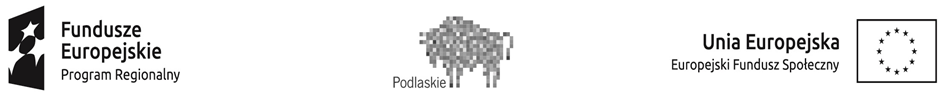 Fundusze
Europejskie
Program Regionalny
Podlaskie
Unia Europejska
Europejski Fundusz Społeczny